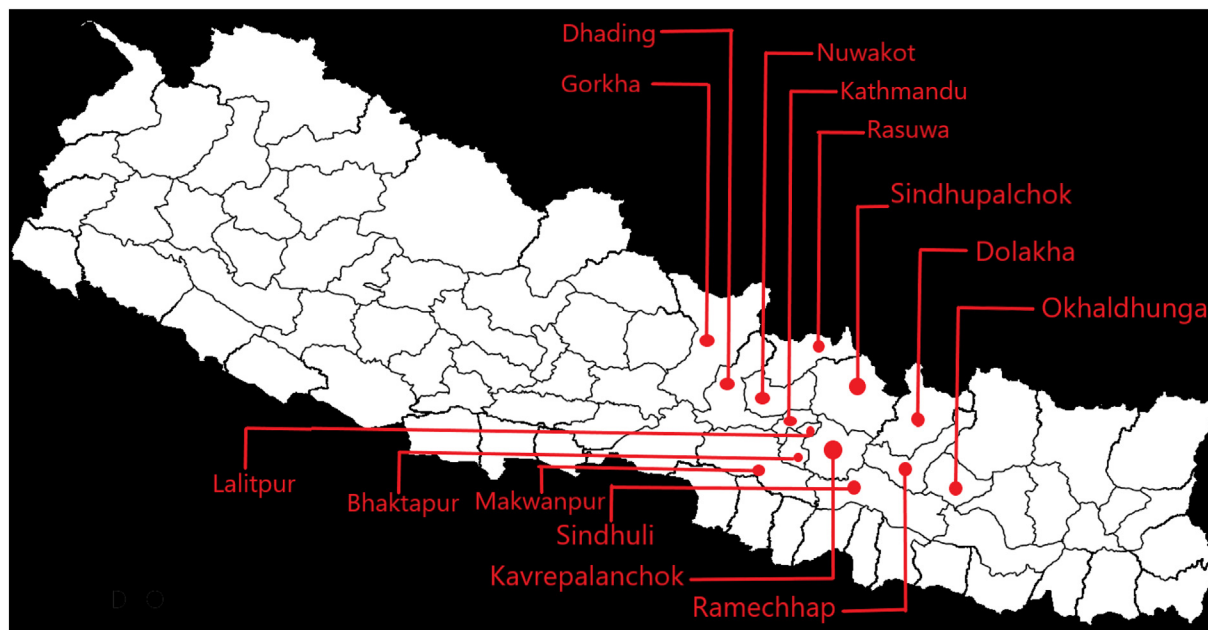 Dhading
Nuwakot
Gorkha
Kathmandu
Rasuwa
Sindhupalchok
Dolakha
Okhaldhunga
Lalitpur
Bhaktapur
Makwanpur
Sindhuli
Kavrepalanchok
Ramechhap